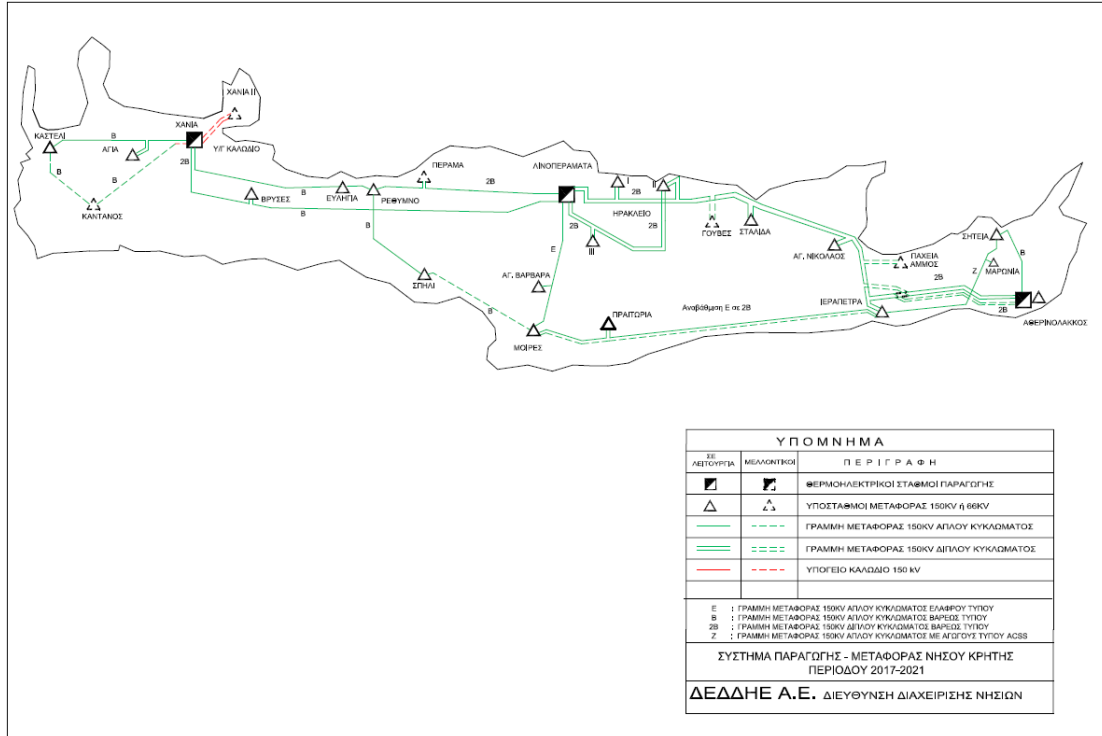 ΧΑΝΙΑ ΙΙ
ΧΑΝΙΑ
ΚΑΣΤΕΛΙ
Β
ΑΓΙΑ
2Β
Υ/Γ ΚΑΛΩΔΙΟ
Β
Β
ΚΑΝΤΑΝΟΣ
ΒΡΥΣΕΣ
Β
Β
ΕΥΛΗΓΙΑ
ΡΕΘΥΜΝΟ
ΠΕΡΑΜΑ
2Β
ΛΙΝΟΠΕΡΑΜΑΤΑ
Ι
ΙΙ
2Β
ΗΡΑΚΛΕΙΟ
2Β
2Β
ΙΙΙ
ΓΟΥΒΕΣ
ΣΤΑΛΙΔΑ
Β
Ε
ΣΠΗΛΙ
ΑΓ. ΒΑΡΒΑΡΑ
Β
ΜΟΙΡΕΣ
ΠΡΑΙΤΩΡΙΑ
Αναβάθμιση Ε σε 2Β
ΑΓ. ΝΙΚΟΛΑΟΣ
ΠΑΧΕΙΑ
ΑΜΜΟΣ
2Β
ΣΗΤΕΙΑ
Β
ΜΑΡΩΝΙΑ
Ζ
ΙΕΡΑΠΕΤΡΑ
2Β
ΑΘΕΡΙΝΟΛΑΚΚΟΣ
ΥΠΟΜΝΗΜΑ
ΣΕ
ΛΕΙΤΟΥΡΓΙΑ
ΜΕΛΛΟΝΤΙΚΟΙ
ΠΕΡΙΓΡΑΦΗ
ΘΕΡΜΟΗΛΕΚΤΡΙΚΟΙ ΣΤΑΘΜΟΙ ΠΑΡΑΓΩΓΗΣ
ΥΠΟΣΤΑΘΜΟΙ ΜΕΤΑΦΟΡΑΣ 150KV ή 66KV
ΓΡΑΜΜΗ ΜΕΤΑΦΟΡΑΣ 150KV ΑΠΛΟΥ ΚΥΚΛΩΜΑΤΟΣ
ΓΡΑΜΜΗ ΜΕΤΑΦΟΡΑΣ 150KV ΔΙΠΛΟΥ ΚΥΚΛΩΜΑΤΟΣ
ΥΠΟΓΕΙΟ ΚΑΛΩΔΙΟ 150 kV
Ε : ΓΡΑΜΜΗ ΜΕΤΑΦΟΡΑΣ 150KV ΑΠΛΟΥ ΚΥΚΛΩΜΑΤΟΣ ΕΛΑΦΡΟΥ ΤΥΠΟΥ
Β : ΓΡΑΜΜΗ ΜΕΤΑΦΟΡΑΣ 150KV ΑΠΛΟΥ ΚΥΚΛΩΜΑΤΟΣ ΒΑΡΕΩΣ ΤΥΠΟΥ
2Β : ΓΡΑΜΜΗ ΜΕΤΑΦΟΡΑΣ 150KV ΔΙΠΛΟΥ ΚΥΚΛΩΜΑΤΟΣ ΒΑΡΕΩΣ ΤΥΠΟΥ
Ζ : ΓΡΑΜΜΗ ΜΕΤΑΦΟΡΑΣ 150KV ΑΠΛΟΥ ΚΥΚΛΩΜΑΤΟΣ ΜΕ ΑΓΩΓΟΥΣ ΤΥΠΟΥ ACSS
ΣΥΣΤΗΜΑ ΠΑΡΑΓΩΓΗΣ - ΜΕΤΑΦΟΡΑΣ ΝΗΣΟΥ ΚΡΗΤΗΣ
ΠΕΡΙΟΔΟΥ 2017-2021
ΔΕΔΔΗΕ Α.Ε. ΔΙΕΥΘΥΝΣΗ ΔΙΑΧΕΙΡΙΣΗΣ ΝΗΣΙΩΝ